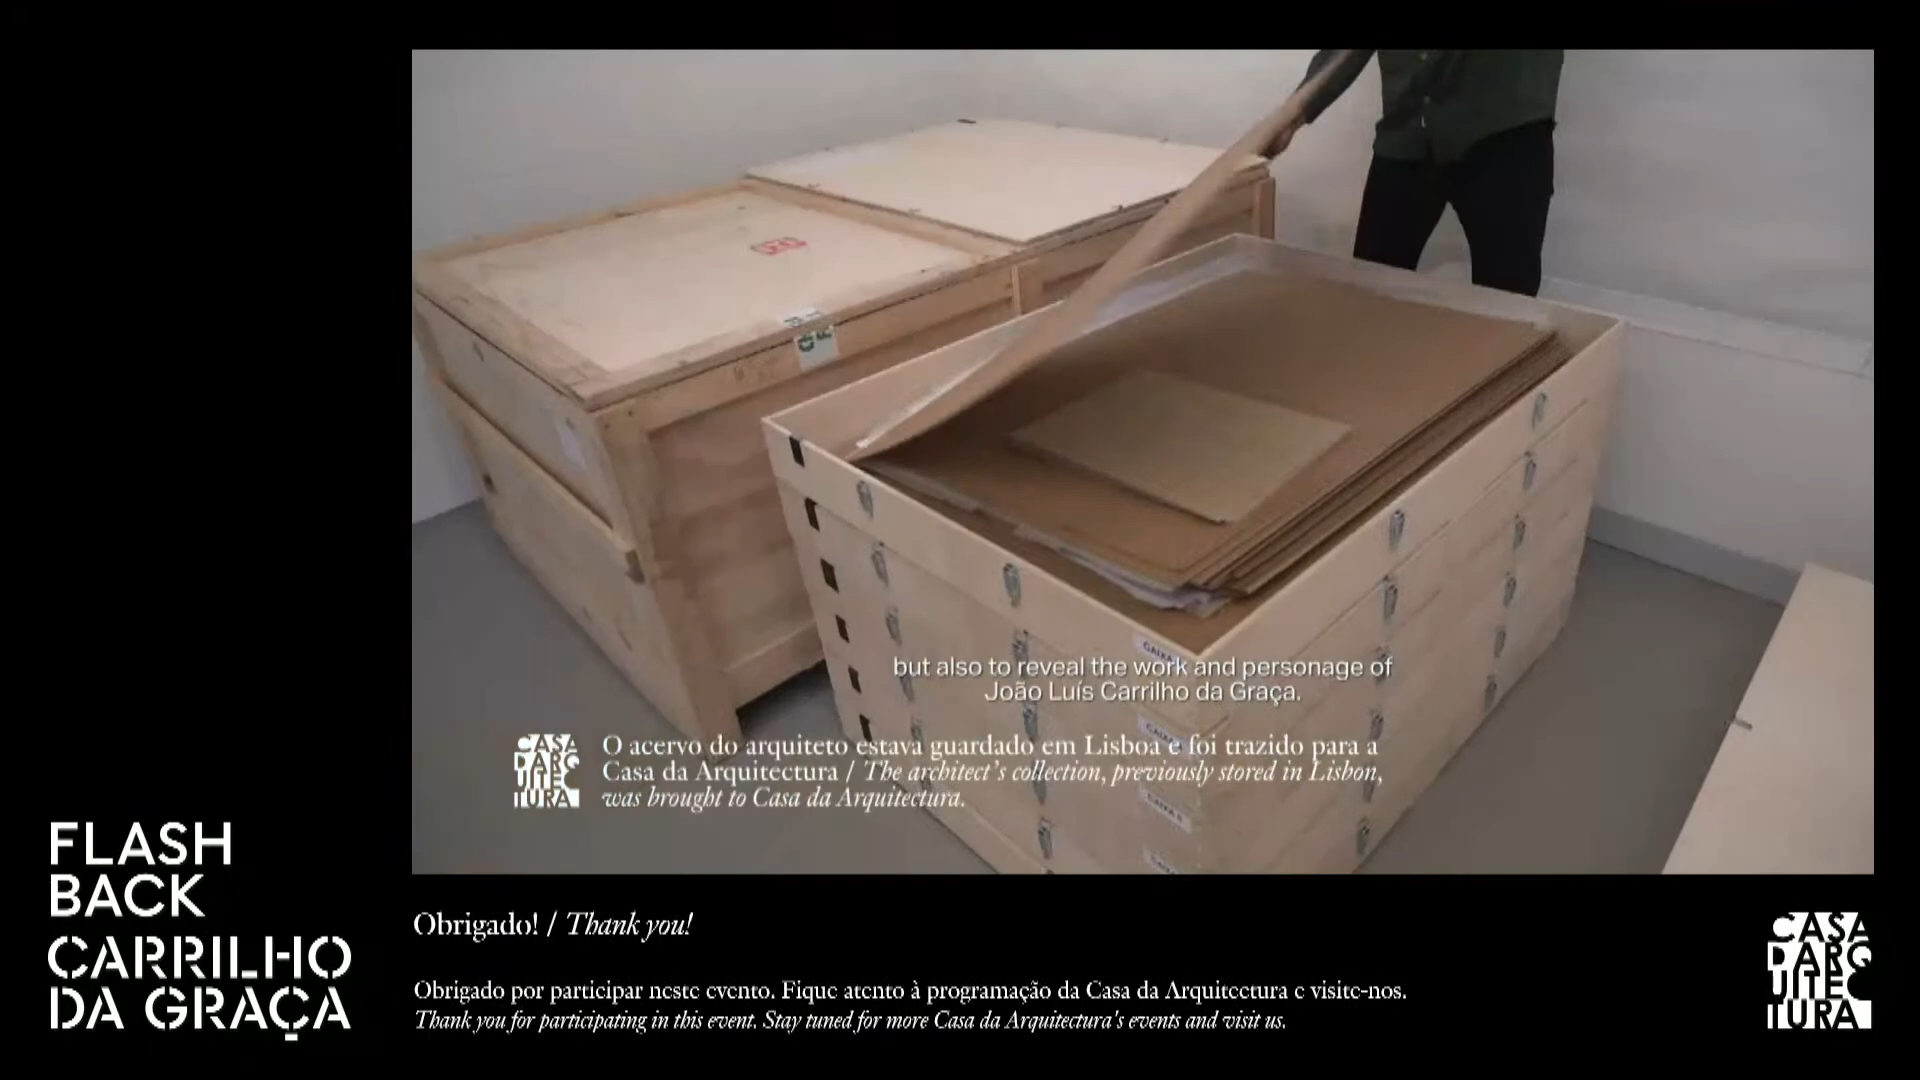 but also to reveal the work and personage of
João Luís Carrilho da Graça.
CASA
DARQ
UITEC
TURA
O acervo do arquiteto estava guardado em Lisboa e foi trazido para a
Casa da Arquitectura / The architect's collection, previously stored in Lisbon,
was brought to Casa da Arquitectura.
FLASH
BACK
CARRILHO
DA GRAÇA
Obrigado! / Thank you!
Obrigado por participar neste evento. Fique atento à programação da Casa da Arquitectura e visite-nos.
Thank you for participating in this event. Stay tuned for more Casa da Arquitectura's events and visit us.
CASA
DARQ
UITEC
TURA